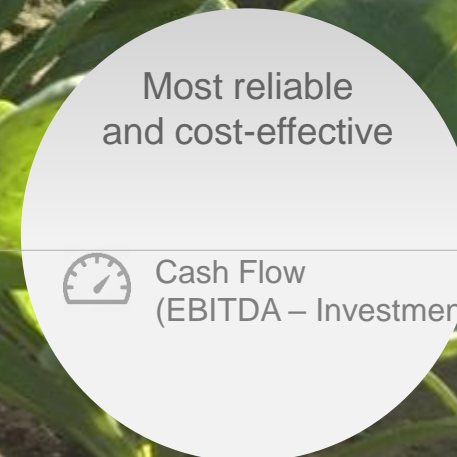 Most reliable
and cost-effective
Cash Flow
(EBITDA – Investmen